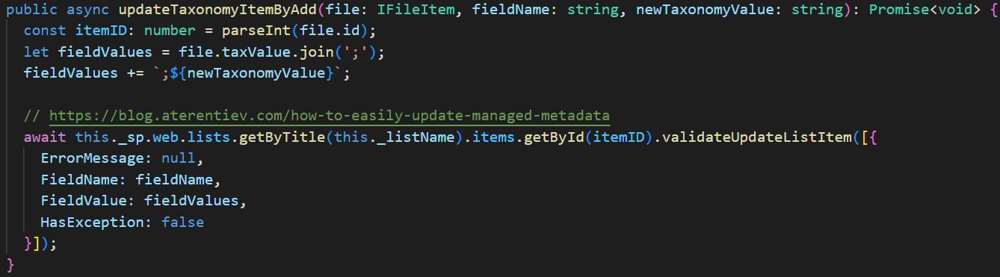 public async updateTaxonomyItemByAdd(file: IFileItem, fieldName: string, newTaxonomyValue: string): Promise<void> {
  const itemID: number = parseInt(file.id);
  let fieldValues = file.taxValue.join(';');
  fieldValues += `;${newTaxonomyValue}`;

  // https://blog.aterentiev.com/how-to-easily-update-managed-metadata
  await this._sp.web.lists.getByTitle(this._listName).items.getById(itemID).validateUpdateListItem([{
    ErrorMessage: null,
    FieldName: fieldName,
    FieldValue: fieldValues,
    HasException: false
  }]);
}